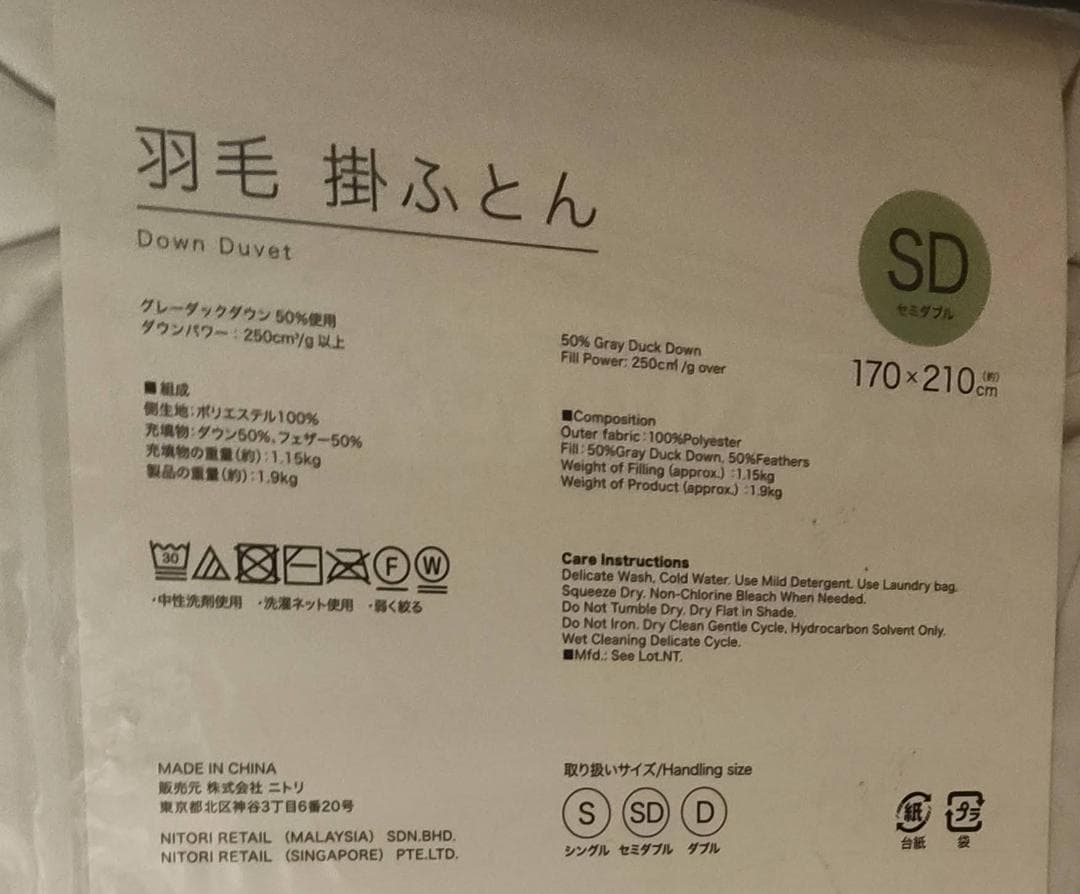 羽毛 掛ふとん
Down Duvet
SD
セミダブル
170×210cm(約)
グレーダックダウン 50%使用
ダウンパワー：250cm³/g 以上
50% Gray Duck Down
Fill Power: 250c㎥/g over
■組成
側生地：ポリエステル100%
充填物：ダウン50%、フェザー50%
充填物の重量(約)：1.15kg
製品の重量(約)：1.9kg
■Composition
Outer fabric：100%Polyester
Fill：50%Gray Duck Down, 50%Feathers
Weight of Filling (approx.)：1.15kg
Weight of Product (approx.)：1.9kg
30
F
W
・中性洗剤使用 ・洗濯ネット使用 ・弱く絞る
Care Instructions
Delicate Wash, Cold Water. Use Mild Detergent. Use Laundry bag.
Squeeze Dry. Non-Chlorine Bleach When Needed.
Do Not Tumble Dry. Dry Flat in Shade.
Do Not Iron. Dry Clean Gentle Cycle, Hydrocarbon Solvent Only.
Wet Cleaning Delicate Cycle.
■Mfd.: See Lot.NT.
MADE IN CHINA
販売元 株式会社 ニトリ
東京都北区神谷3丁目6番20号
NITORI RETAIL （MALAYSIA） SDN.BHD.
NITORI RETAIL （SINGAPORE） PTE.LTD.
取り扱いサイズ/Handling size
S SD D
シングル セミダブル ダブル
紙 プラ
台紙 袋